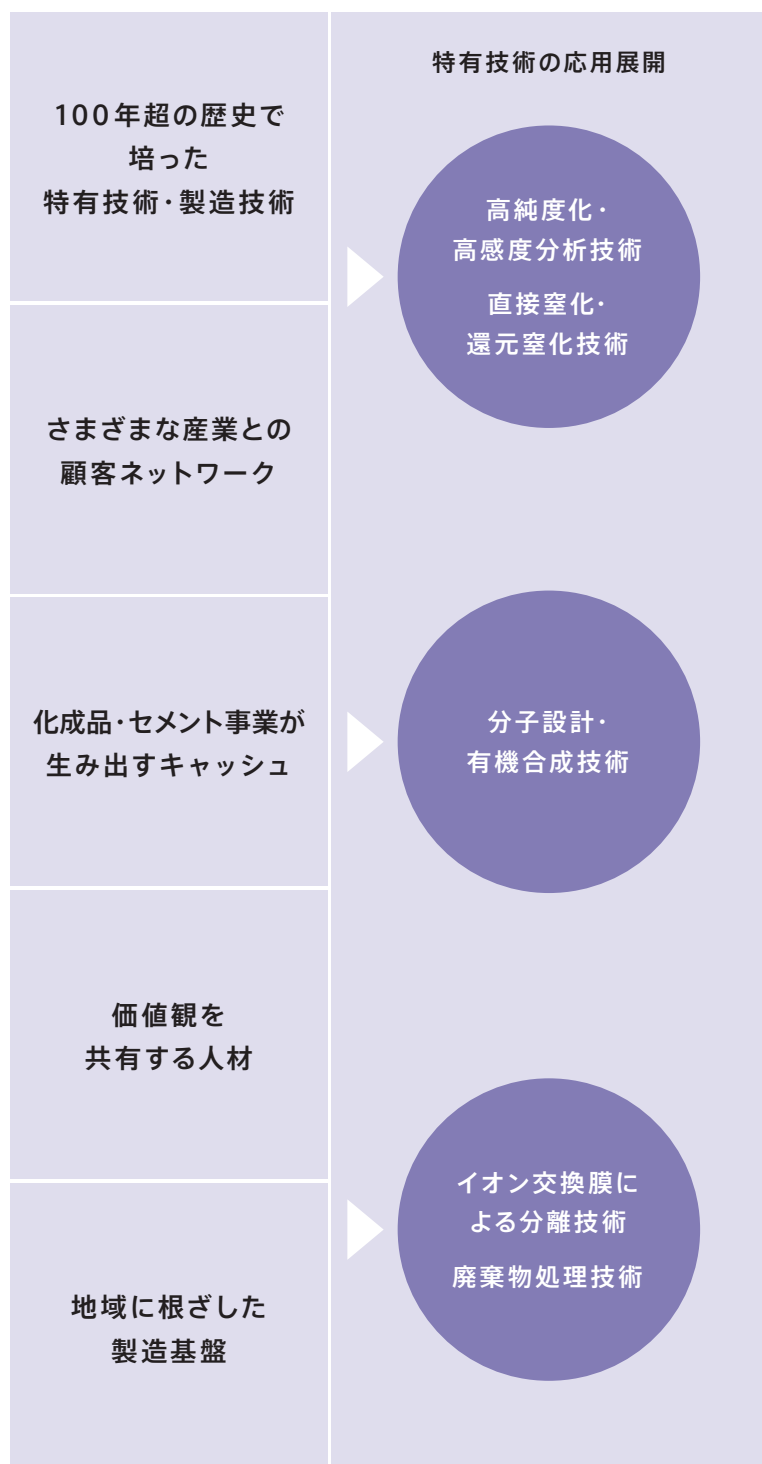 100年超の歴史で
培った
特有技術・製造技術
さまざまな産業との
顧客ネットワーク
化成品・セメント事業が
生み出すキャッシュ
価値観を
共有する人材
地域に根ざした
製造基盤
特有技術の応用展開
高純度化・
高感度分析技術
直接窒化・
還元窒化技術
分子設計・
有機合成技術
イオン交換膜に
よる分離技術
廃棄物処理技術